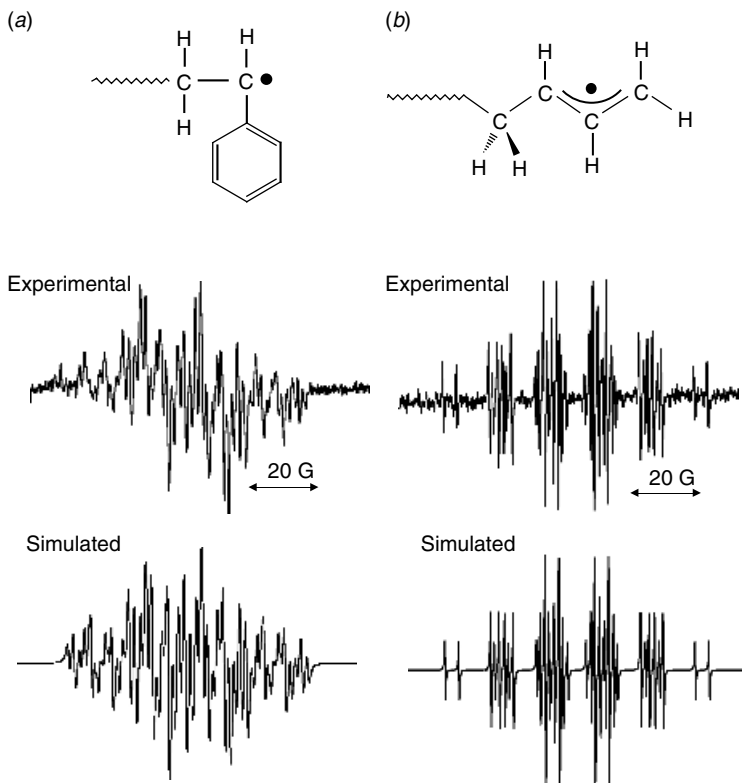 (a)
H
H
C
C
H
(b)
H
H
C
C
C
C
H
H
H
H
Experimental
20 G
Simulated
Experimental
20 G
Simulated